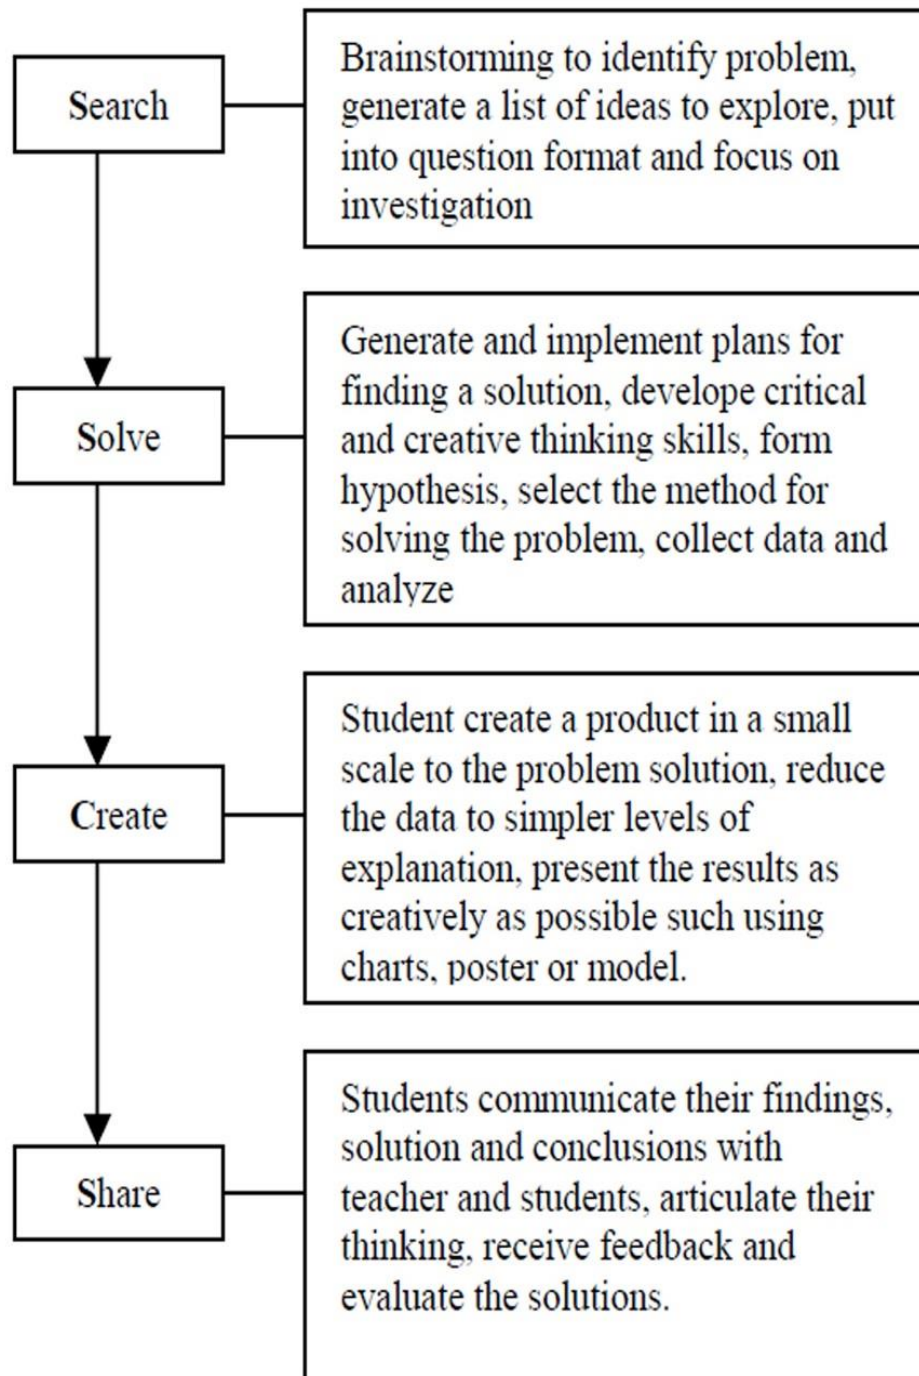 Search
Brainstorming to identify problem,
generate a list of ideas to explore, put
into question format and focus on
investigation
Solve
Generate and implement plans for
finding a solution, develope critical
and creative thinking skills, form
hypothesis, select the method for
solving the problem, collect data and
analyze
Create
Student create a product in a small
scale to the problem solution, reduce
the data to simpler levels of
explanation, present the results as
creatively as possible such using
charts, poster or model.
Share
Students communicate their findings,
solution and conclusions with
teacher and students, articulate their
thinking, receive feedback and
evaluate the solutions.